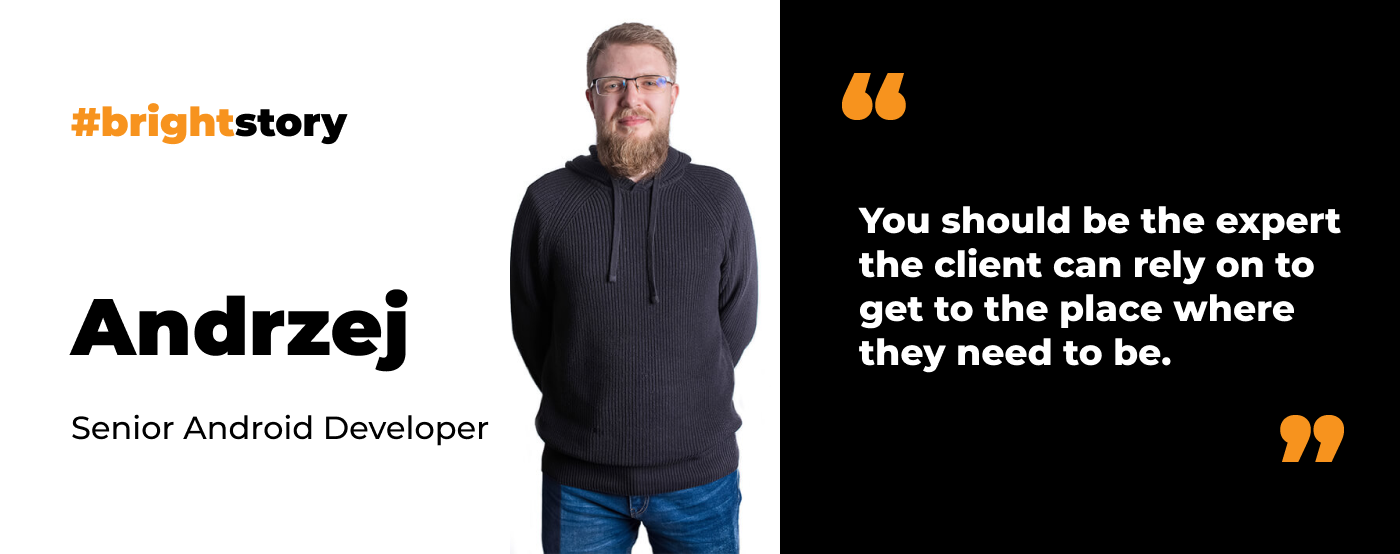 #brightstory
Andrzej
Senior Android Developer
“
You should be the expert
the client can rely on to
get to the place where
they need to be.
”